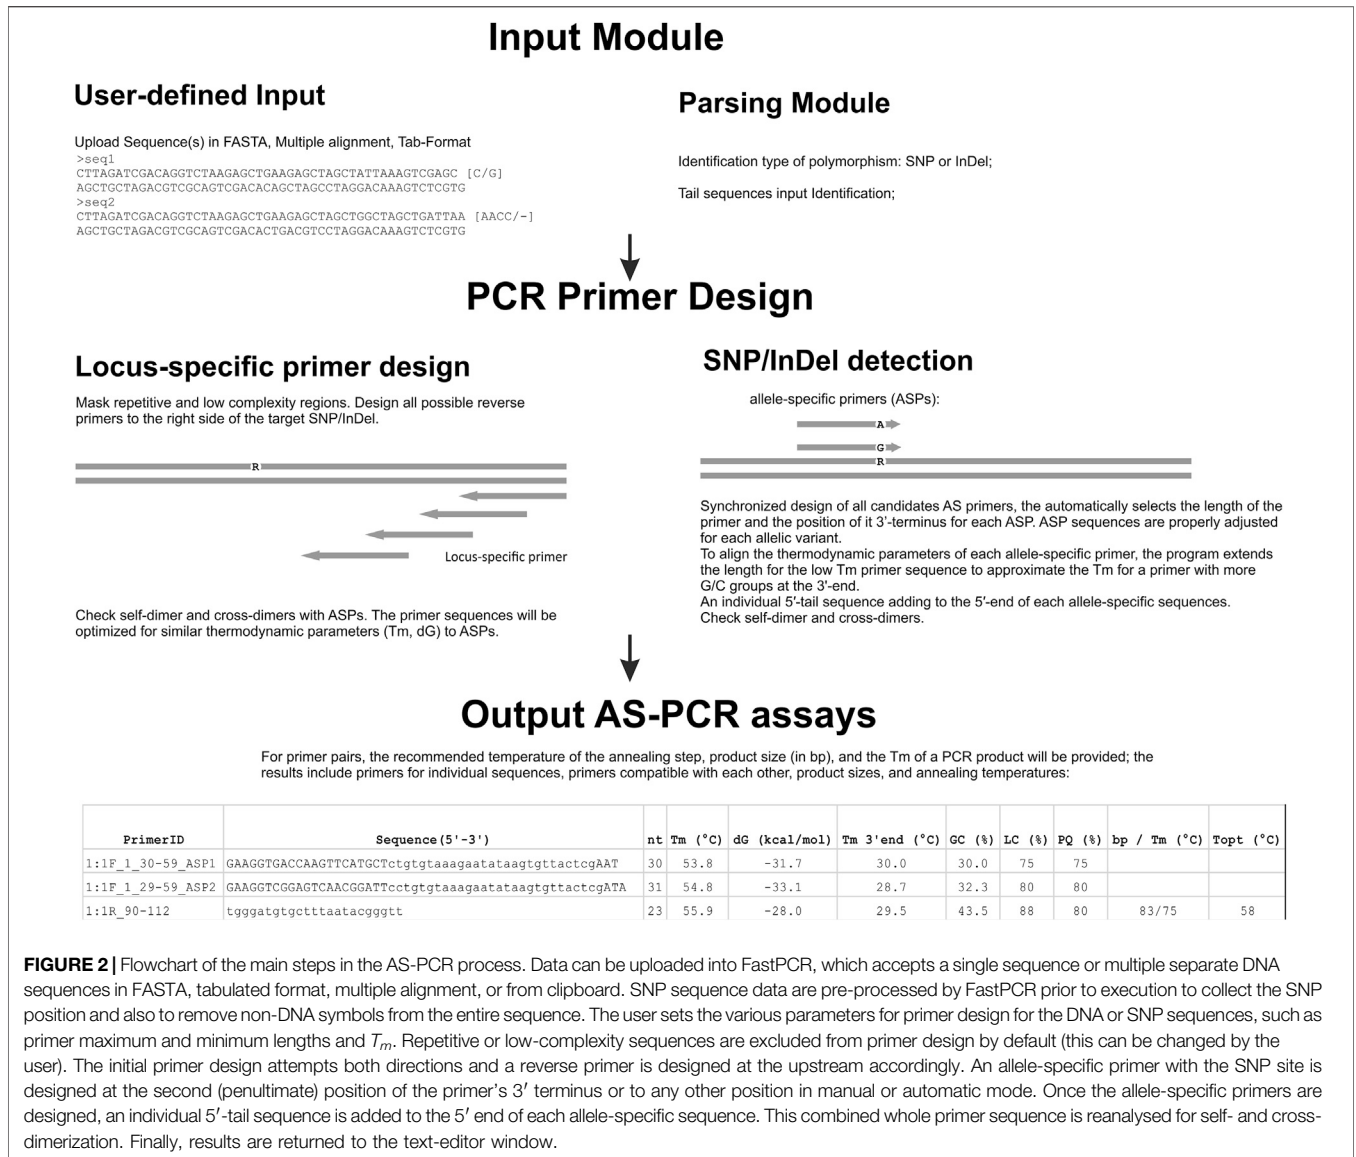 Input Module
User-defined Input
Upload Sequence(s) in FASTA, Multiple alignment, Tab-Format
>seq1
CTTAGATCGACAGGTCTAAGAGCTGAAGAGCTAGCTATTAAAGTCGAGC [C/G]
AGCTGCTAGACGTCGCAGTCGACACAGCTAGCCTAGGACAAAGTCTCGTG
>seq2
CTTAGATCGACAGGTCTAAGAGCTGAAGAGCTAGCTGGCTAGCTGATTAA [AACC/-]
AGCTGCTAGACGTCGCAGTCGACACTGACGTCCTAGGACAAAGTCTCGTG
Parsing Module
Identification type of polymorphism: SNP or InDel;
Tail sequences input Identification;
PCR Primer Design
Locus-specific primer design
Mask repetitive and low complexity regions. Design all possible reverse
primers to the right side of the target SNP/InDel.
R
Locus-specific primer
Check self-dimer and cross-dimers with ASPs. The primer sequences will be
optimized for similar thermodynamic parameters (Tm, dG) to ASPs.
SNP/InDel detection
allele-specific primers (ASPs):
A
G
R
Synchronized design of all candidates AS primers, the automatically selects the length of the
primer and the position of it 3'-terminus for each ASP. ASP sequences are properly adjusted
for each allelic variant.
To align the thermodynamic parameters of each allele-specific primer, the program extends
the length for the low Tm primer sequence to approximate the Tm for a primer with more
G/C groups at the 3'-end.
An individual 5′-tail sequence adding to the 5′-end of each allele-specific sequences.
Check self-dimer and cross-dimers.
Output AS-PCR assays
For primer pairs, the recommended temperature of the annealing step, product size (in bp), and the Tm of a PCR product will be provided; the
results include primers for individual sequences, primers compatible with each other, product sizes, and annealing temperatures:
PrimerID Sequence(5'-3') nt Tm (°C) dG (kcal/mol) Tm 3'end (°C) GC (%) LC (%) PQ (%) bp / Tm (°C) Topt (°C)
1:1F_1_30-59_ASP1 GAAGGTGACCAAGTTCATGCTctgtgtaaagaatataagtgttactcgAAT 30 53.8 -31.7 30.0 30.0 75 75
1:1F_1_29-59_ASP2 GAAGGTCGGAGTCAACGGATTcctgtgtaaagaatataagtgttactcgATA 31 54.8 -33.1 28.7 32.3 80 80
1:1R_90-112 tgggatgtgctttaatacgggtt 23 55.9 -28.0 29.5 43.5 88 80 83/75 58
FIGURE 2 | Flowchart of the main steps in the AS-PCR process. Data can be uploaded into FastPCR, which accepts a single sequence or multiple separate DNA
sequences in FASTA, tabulated format, multiple alignment, or from clipboard. SNP sequence data are pre-processed by FastPCR prior to execution to collect the SNP
position and also to remove non-DNA symbols from the entire sequence. The user sets the various parameters for primer design for the DNA or SNP sequences, such as
primer maximum and minimum lengths and Tm. Repetitive or low-complexity sequences are excluded from primer design by default (this can be changed by the
user). The initial primer design attempts both directions and a reverse primer is designed at the upstream accordingly. An allele-specific primer with the SNP site is
designed at the second (penultimate) position of the primer's 3′ terminus or to any other position in manual or automatic mode. Once the allele-specific primers are
designed, an individual 5′-tail sequence is added to the 5′ end of each allele-specific sequence. This combined whole primer sequence is reanalysed for self- and cross-
dimerization. Finally, results are returned to the text-editor window.